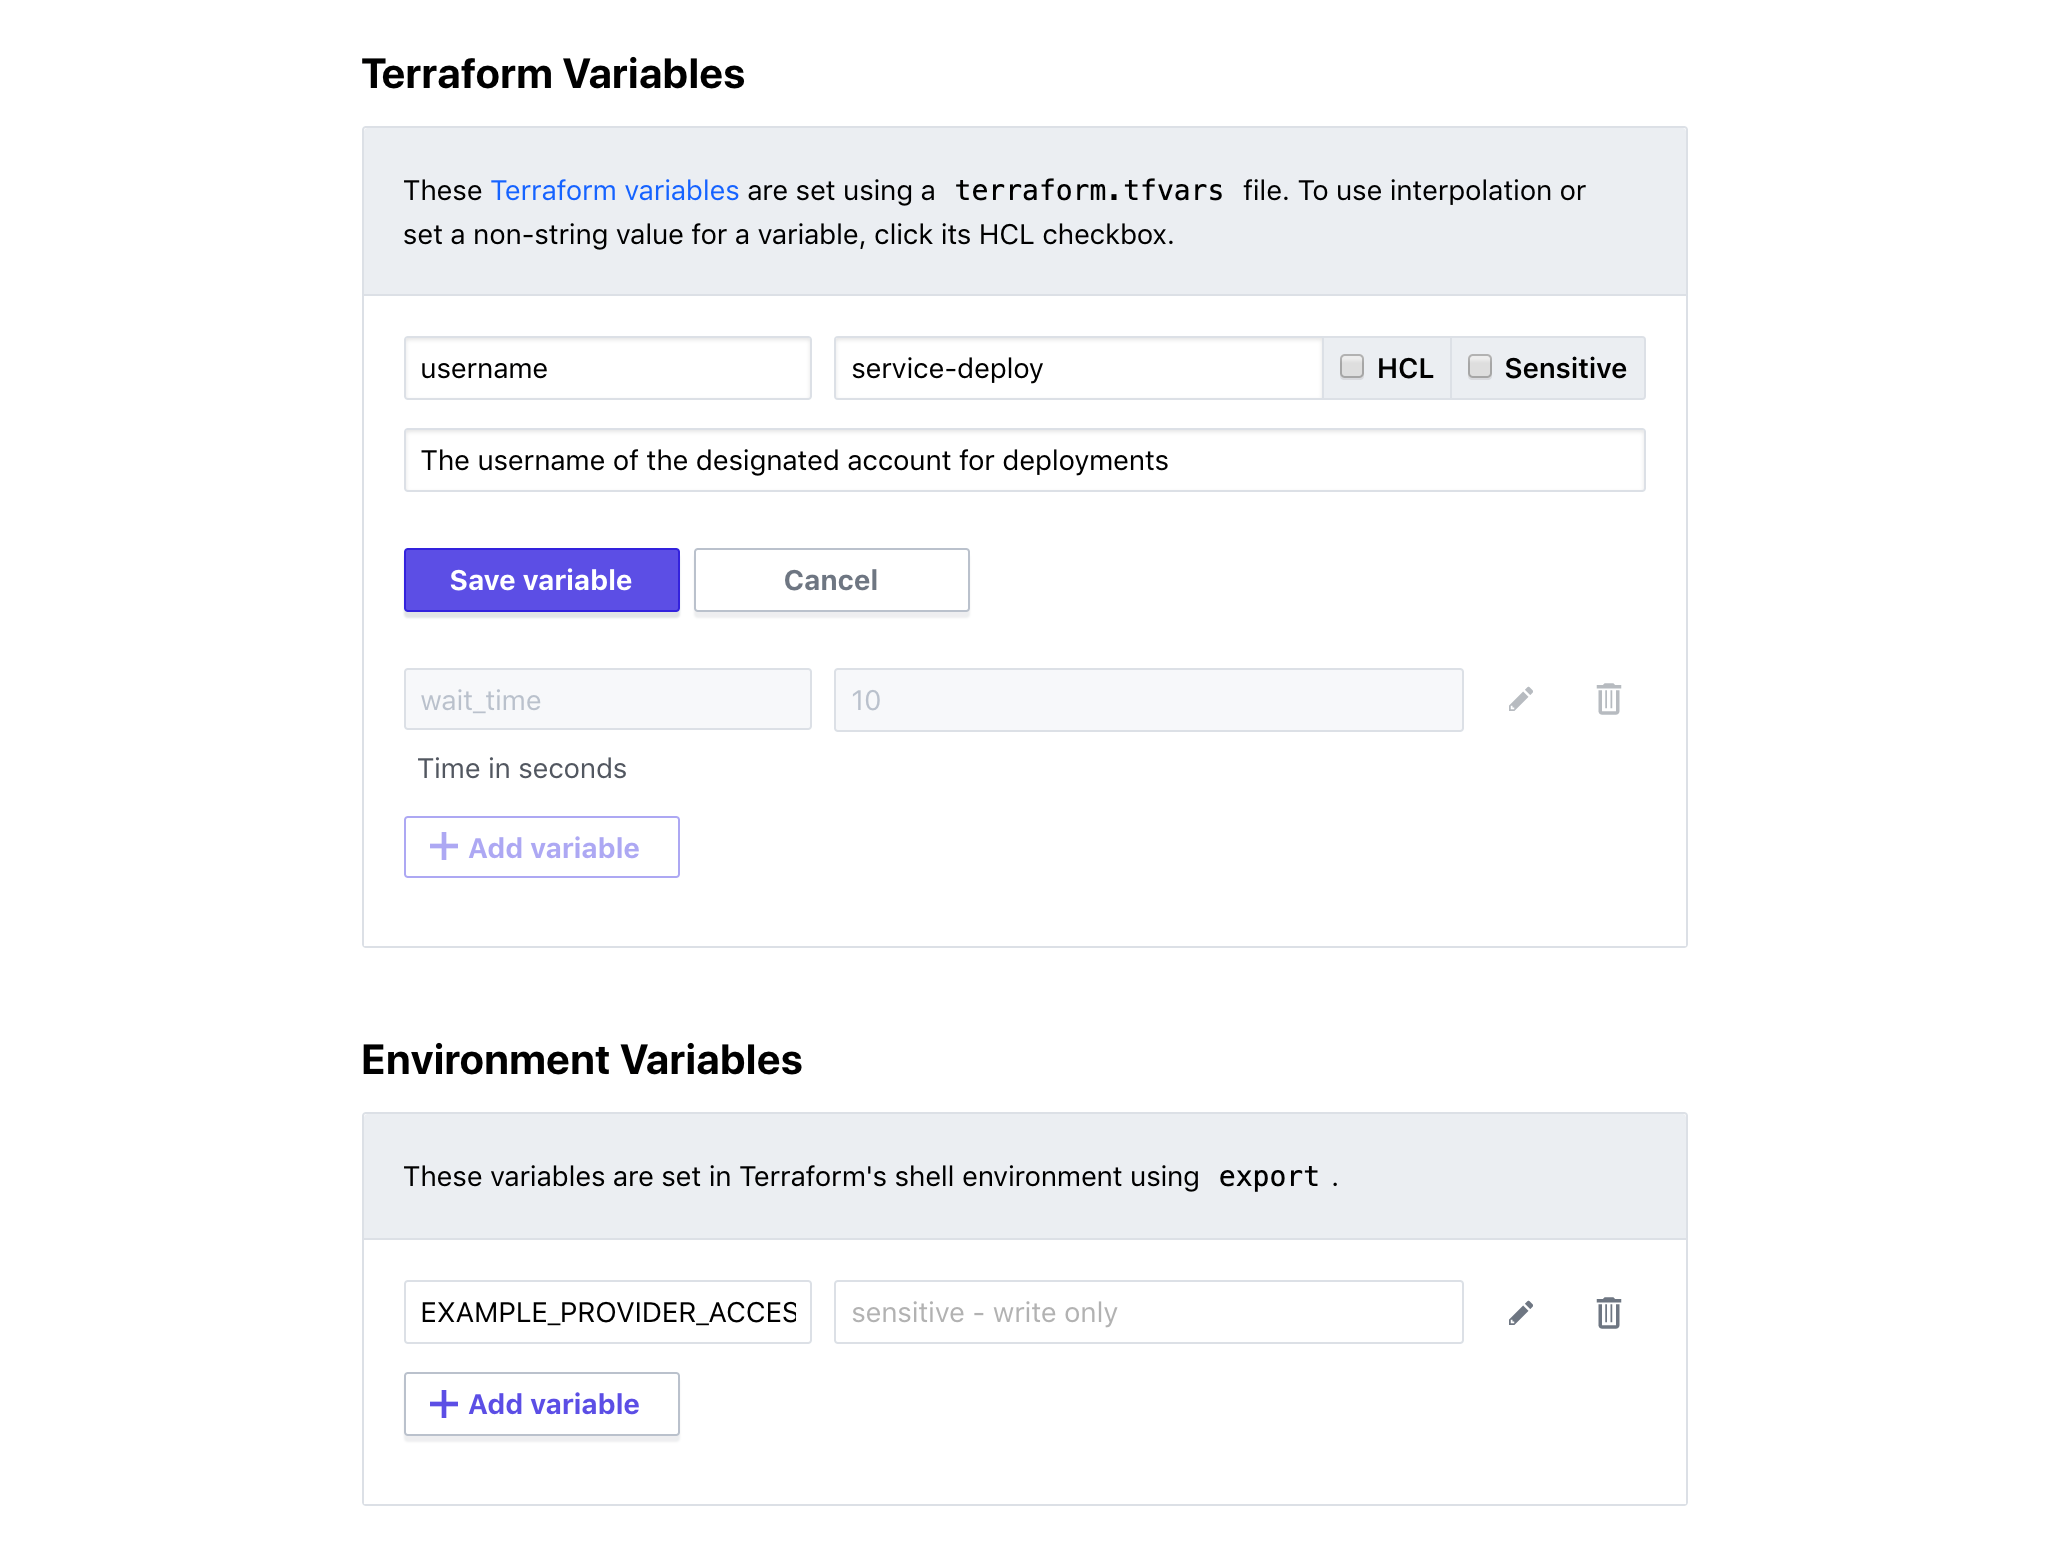 Terraform Variables
These Terraform variables are set using a terraform.tfvars file. To use interpolation or
set a non-string value for a variable, click its HCL checkbox.
username service-deploy HCL Sensitive
The username of the designated account for deployments
Save variable Cancel
wait_time 10
Time in seconds
+ Add variable
Environment Variables
These variables are set in Terraform's shell environment using export .
EXAMPLE_PROVIDER_ACCES sensitive - write only
+ Add variable